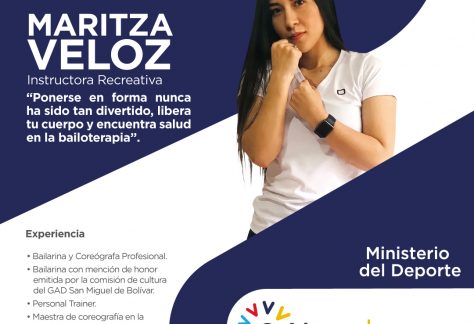 MARITZA
VELOZ
Instructora Recreativa
“Ponerse en forma nunca
ha sido tan divertido, libera
tu cuerpo y encuentra salud
en la bailoterapia”.
Experiencia
• Bailarina y Coreógrafa Profesional.
• Bailarina con mención de honor
emitida por la comisión de cultura
del GAD San Miguel de Bolívar.
• Personal Trainer.
• Maestra de coreografía en la
Ministerio
del Deporte